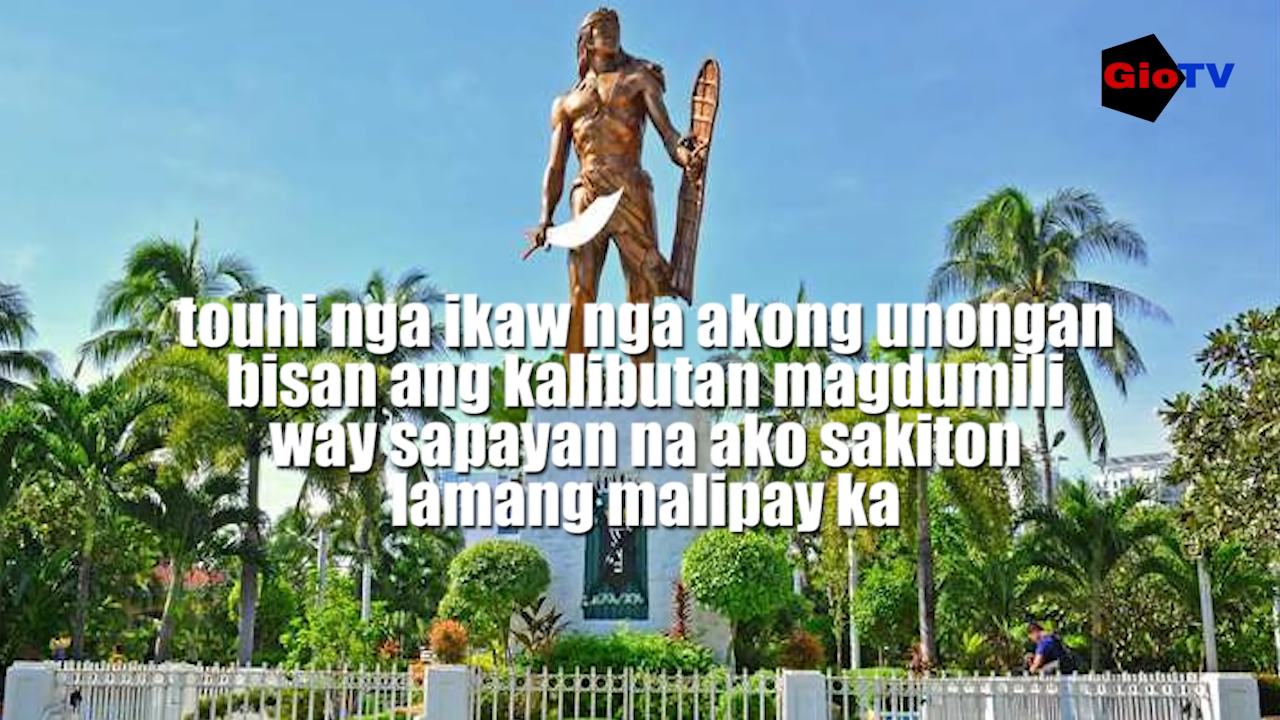 GioTV
touhi nga ikaw nga akong unongan
bisan ang kalibutan magdumili
way sapayan na ako sakiton
lamang malipay ka